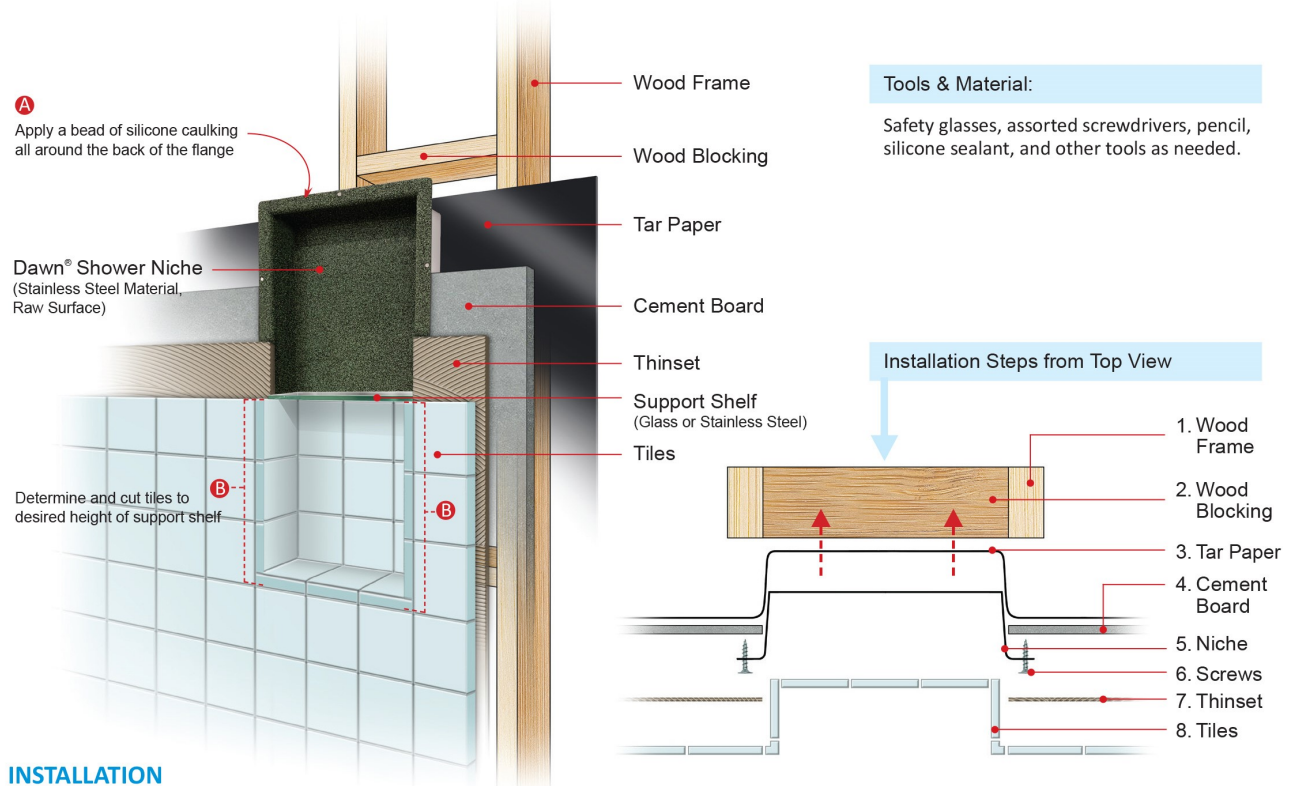 A
Apply a bead of silicone caulking
all around the back of the flange
Dawn® Shower Niche
(Stainless Steel Material,
Raw Surface)
Determine and cut tiles to
desired height of support shelf
B
B
Wood Frame
Wood Blocking
Tar Paper
Cement Board
Thinset
Support Shelf
(Glass or Stainless Steel)
Tiles
Tools & Material:
Safety glasses, assorted screwdrivers, pencil,
silicone sealant, and other tools as needed.
Installation Steps from Top View
1. Wood
Frame
2. Wood
Blocking
3. Tar Paper
4. Cement
Board
5. Niche
6. Screws
7. Thinset
8. Tiles
INSTALLATION